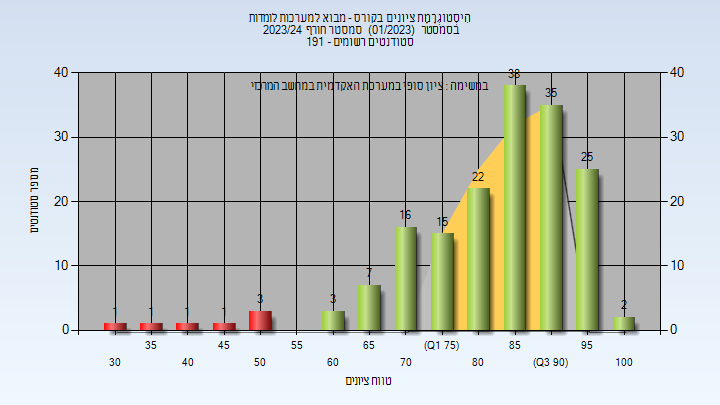 היסטוגרמת ציונים בקורס - מבוא למערכות לומדות
בסמסטר (01/2023) סמסטר חורף 2023/24
סטודנטים רשומים - 191
במשימה : ציון סופי במערכת האקדמית במחשב המרכזי
מספר סטודנטים
40 40
30 30
20 20
10 10
0 0
1 1 1 1 3 3 7 16 15 22 38 35 25 2
35 45 55 65 (Q1 75) 85 95
30 40 50 60 70 80 (Q3 90) 100
טווח ציונים